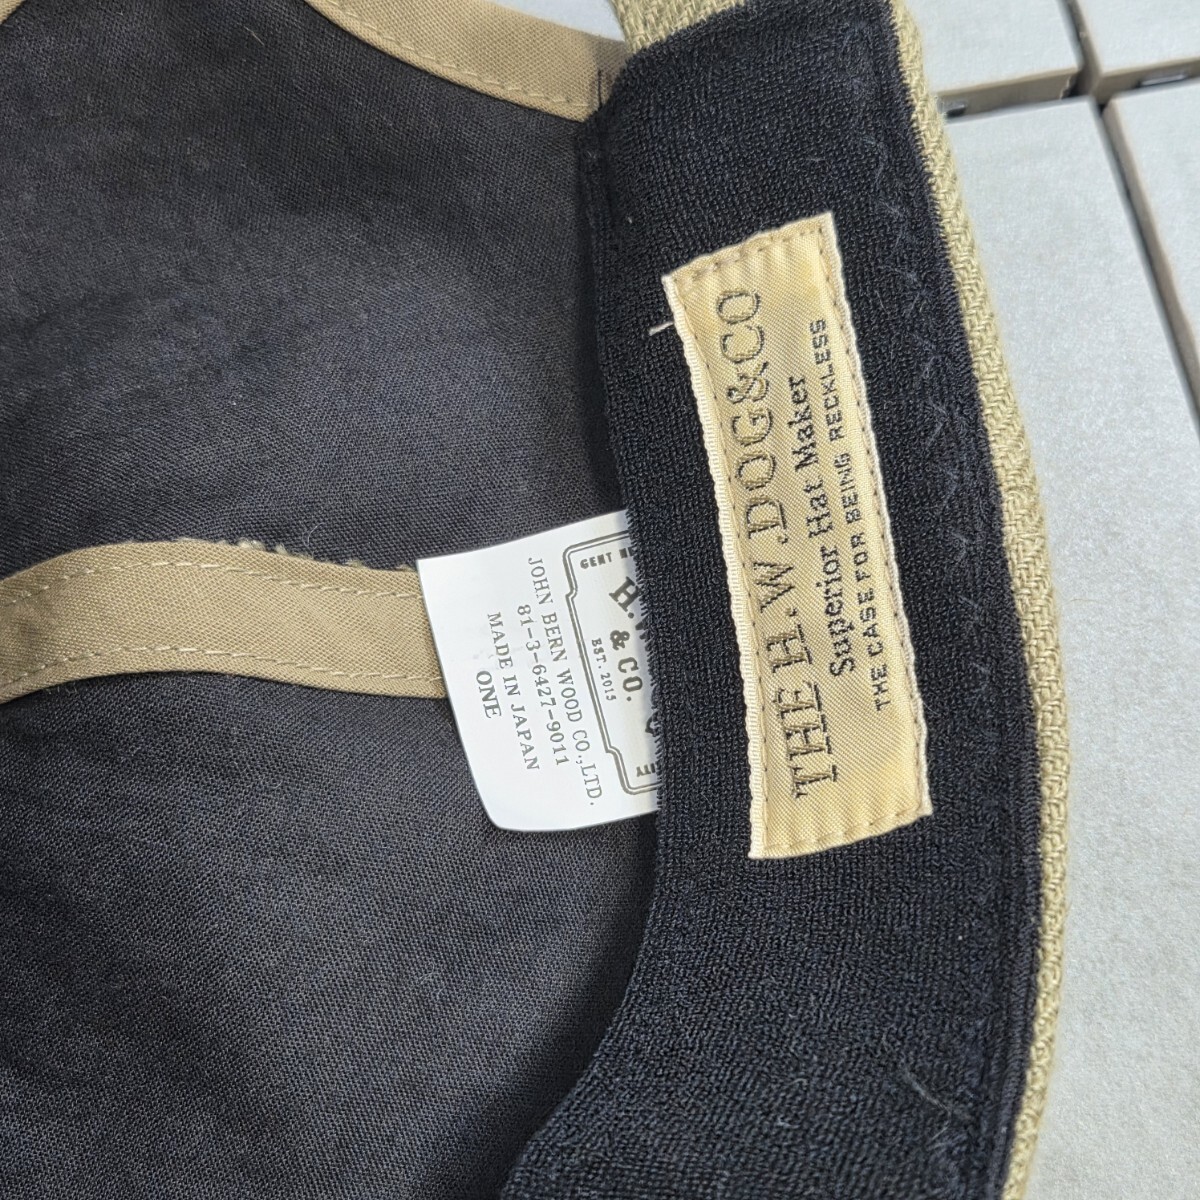 THE H.W.DOG&CO
Superior Hat Maker
THE CASE FOR BEING RECKLESS
GENT
H.W
& CO.
EST. 2015
JOHN BERN WOOD CO.,LTD.
81-3-6427-9011
MADE IN JAPAN
ONE